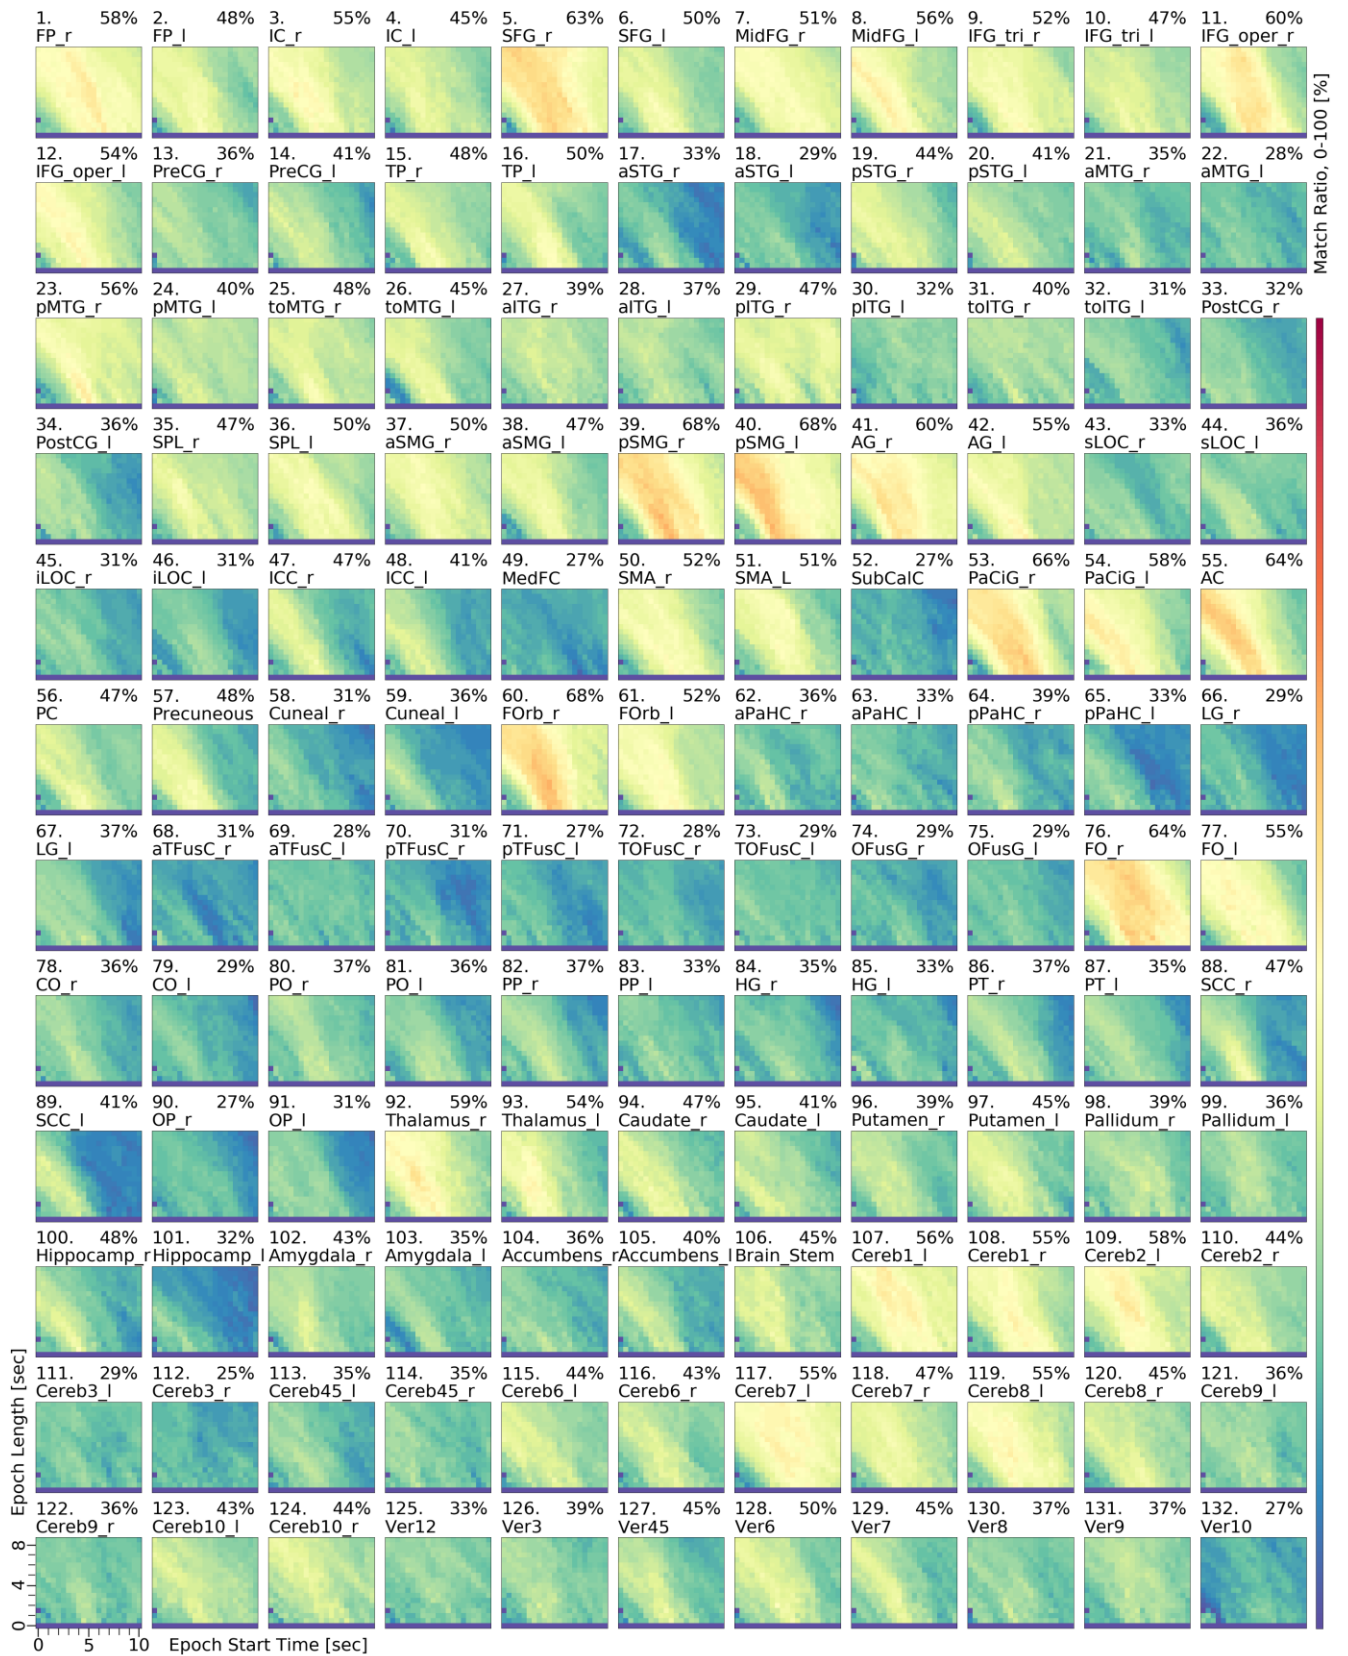 1. 58% 2. 48% 3. 55% 4. 45% 5. 63% 6. 50% 7. 51% 8. 56% 9. 52% 10. 47% 11. 60%
FP_r FP_l IC_r IC_l SFG_r SFG_l MidFG_r MidFG_l IFG_tri_r IFG_tri_l IFG_oper_r
12. 54% 13. 36% 14. 41% 15. 48% 16. 50% 17. 33% 18. 29% 19. 44% 20. 41% 21. 35% 22. 28%
IFG_oper_l PreCG_r PreCG_l TP_r TP_l aSTG_r aSTG_l pSTG_r pSTG_l aMTG_r aMTG_l
23. 56% 24. 40% 25. 48% 26. 45% 27. 39% 28. 37% 29. 47% 30. 32% 31. 40% 32. 31% 33. 32%
pMTG_r pMTG_l toMTG_r toMTG_l aITG_r aITG_l pITG_r pITG_l toITG_r toITG_l PostCG_r
34. 36% 35. 47% 36. 50% 37. 50% 38. 47% 39. 68% 40. 68% 41. 60% 42. 55% 43. 33% 44. 36%
PostCG_l SPL_r SPL_l aSMG_r aSMG_l pSMG_r pSMG_l AG_r AG_l sLOC_r sLOC_l
45. 31% 46. 31% 47. 47% 48. 41% 49. 27% 50. 52% 51. 51% 52. 27% 53. 66% 54. 58% 55. 64%
iLOC_r iLOC_l ICC_r ICC_l MedFC SMA_r SMA_L SubCalC PaCiG_r PaCiG_l AC
56. 47% 57. 48% 58. 31% 59. 36% 60. 68% 61. 52% 62. 36% 63. 33% 64. 39% 65. 33% 66. 29%
PC Precuneous Cuneal_r Cuneal_l FOrb_r FOrb_l aPaHC_r aPaHC_l pPaHC_r pPaHC_l LG_r
67. 37% 68. 31% 69. 28% 70. 31% 71. 27% 72. 28% 73. 29% 74. 29% 75. 29% 76. 64% 77. 55%
LG_l aTFusC_r aTFusC_l pTFusC_r pTFusC_l TOFusC_r TOFusC_l OFusG_r OFusG_l FO_r FO_l
78. 36% 79. 29% 80. 37% 81. 36% 82. 37% 83. 33% 84. 35% 85. 33% 86. 37% 87. 35% 88. 47%
CO_r CO_l PO_r PO_l PP_r PP_l HG_r HG_l PT_r PT_l SCC_r
89. 41% 90. 27% 91. 31% 92. 59% 93. 54% 94. 47% 95. 41% 96. 39% 97. 45% 98. 39% 99. 36%
SCC_l OP_r OP_l Thalamus_r Thalamus_l Caudate_r Caudate_l Putamen_r Putamen_l Pallidum_r Pallidum_l
100. 48% 101. 32% 102. 43% 103. 35% 104. 36% 105. 40% 106. 45% 107. 56% 108. 55% 109. 58% 110. 44%
Hippocamp_r Hippocamp_l Amygdala_r Amygdala_l Accumbens_r Accumbens_l Brain_Stem Cereb1_l Cereb1_r Cereb2_l Cereb2_r
111. 29% 112. 25% 113. 35% 114. 35% 115. 44% 116. 43% 117. 55% 118. 47% 119. 55% 120. 45% 121. 36%
Cereb3_l Cereb3_r Cereb45_l Cereb45_r Cereb6_l Cereb6_r Cereb7_l Cereb7_r Cereb8_l Cereb8_r Cereb9_l
122. 36% 123. 43% 124. 44% 125. 33% 126. 39% 127. 45% 128. 50% 129. 45% 130. 37% 131. 37% 132. 27%
Cereb9_r Cereb10_l Cereb10_r Ver12 Ver3 Ver45 Ver6 Ver7 Ver8 Ver9 Ver10
8
4
0
0 5 10
Epoch Start Time [sec]
Epoch Length [sec]
Match Ratio, 0-100 [%]